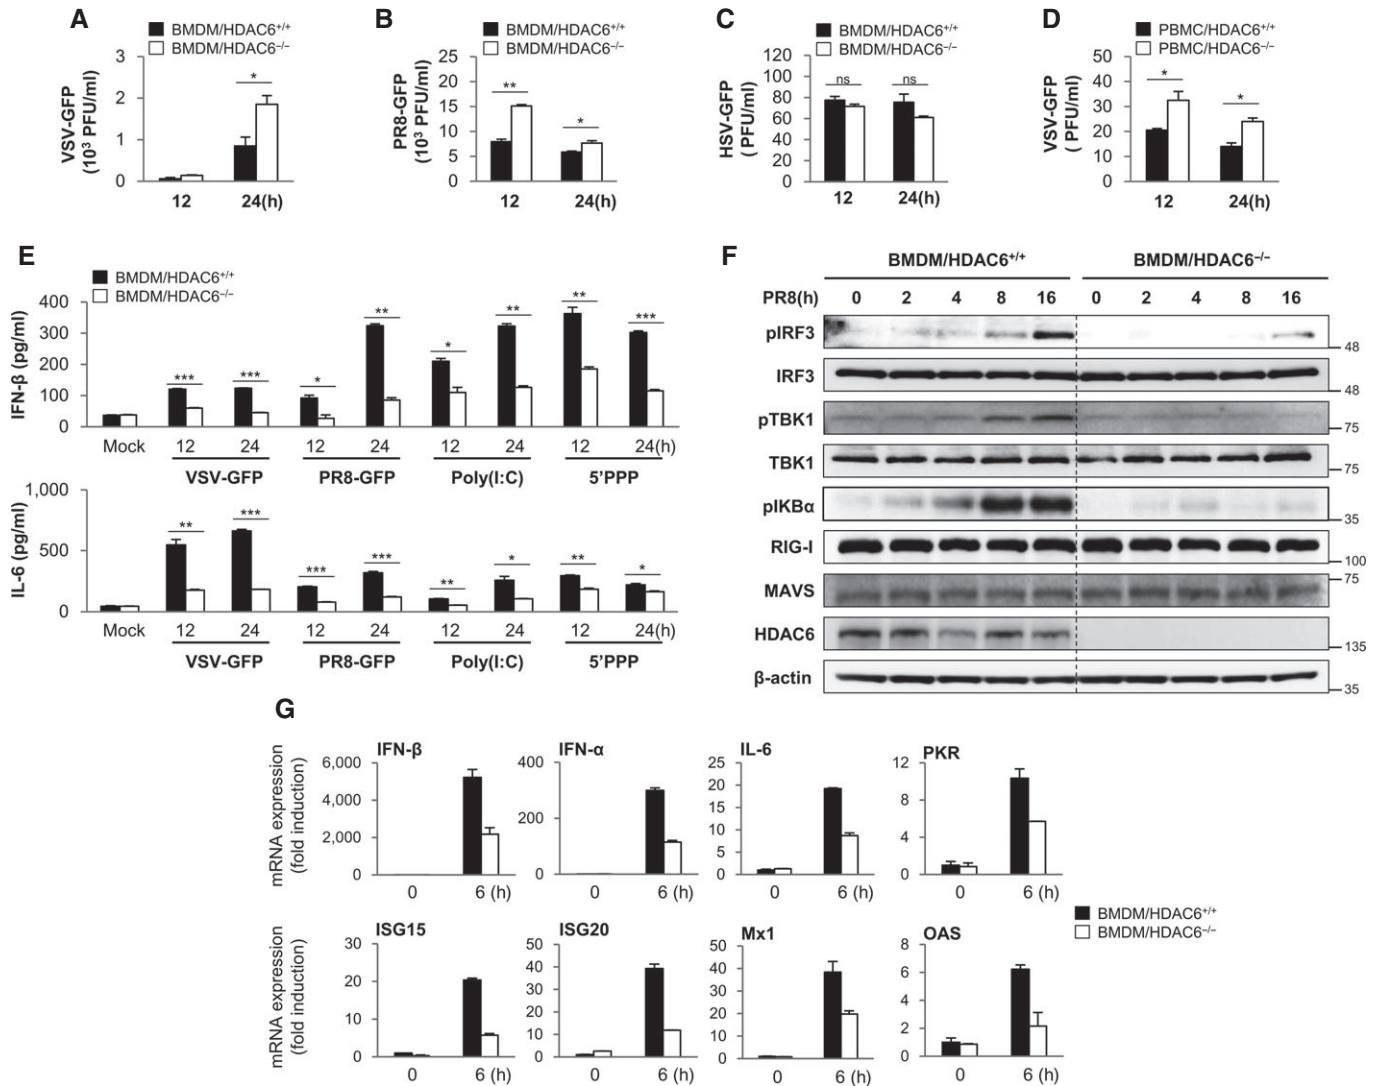 A
BMDM/HDAC6+/+
BMDM/HDAC6−/−
VSV-GFP
(10³ PFU/ml)
3
2
1
0
*
12 24(h)
B
BMDM/HDAC6+/+
BMDM/HDAC6−/−
PR8-GFP
(10³ PFU/ml)
25
20
15
10
5
0
** *
12 24(h)
C
BMDM/HDAC6+/+
BMDM/HDAC6−/−
HSV-GFP
( PFU/ml)
120
100
80
60
40
20
0
ns ns
12 24(h)
D
PBMC/HDAC6+/+
PBMC/HDAC6−/−
VSV-GFP
( PFU/ml)
50
40
30
20
10
0
* *
12 24(h)
E
BMDM/HDAC6+/+
BMDM/HDAC6−/−
IFN-β (pg/ml)
400
300
200
100
0
*** *** * ** * ** ** ***
Mock 12 24 12 24 12 24 12 24(h)
VSV-GFP PR8-GFP Poly(I:C) 5'PPP
IL-6 (pg/ml)
1,000
500
0
** *** *** *** ** * ** *
Mock 12 24 12 24 12 24 12 24(h)
VSV-GFP PR8-GFP Poly(I:C) 5'PPP
F
BMDM/HDAC6+/+ BMDM/HDAC6−/−
PR8(h) 0 2 4 8 16 0 2 4 8 16
pIRF3 48
IRF3 48
pTBK1 75
TBK1 75
pIKBα 35
RIG-I 100
MAVS 75
HDAC6 135
β-actin 35
G
mRNA expression
(fold induction)
IFN-β
6,000
4,000
2,000
0
0 6 (h)
IFN-α
400
200
0
0 6 (h)
IL-6
25
20
15
10
5
0
0 6 (h)
PKR
12
8
4
0
0 6 (h)
BMDM/HDAC6+/+
BMDM/HDAC6−/−
mRNA expression
(fold induction)
ISG15
30
20
10
0
0 6 (h)
ISG20
50
40
30
20
10
0
0 6 (h)
Mx1
50
40
30
20
10
0
0 6 (h)
OAS
8
6
4
2
0
0 6 (h)